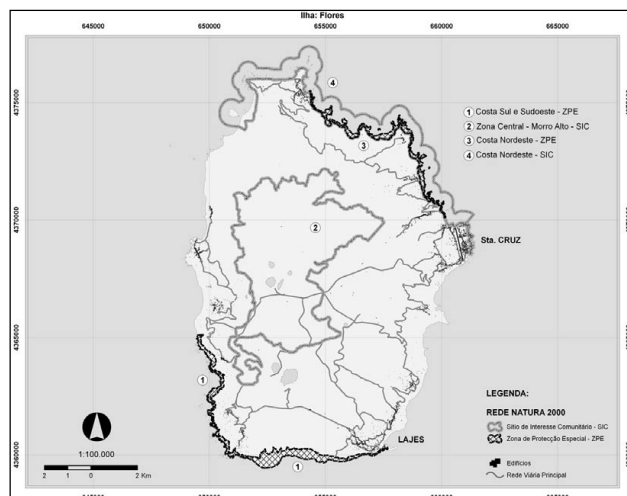 Ilha: Flores
645000 650000 655000 660000 665000
4375000
4370000
4365000
4360000
4
3
2
1
1
1 Costa Sul e Sudoeste - ZPE
2 Zona Central - Morro Alto - SIC
3 Costa Nordeste - ZPE
4 Costa Nordeste - SIC
Sta. CRUZ
LAJES
LEGENDA:
REDE NATURA 2000
Sítio de Interesse Comunitário - SIC
Zona de Protecção Especial - ZPE
Edifícios
Rede Viária Principal
1:100.000
2 1 0 2 Km